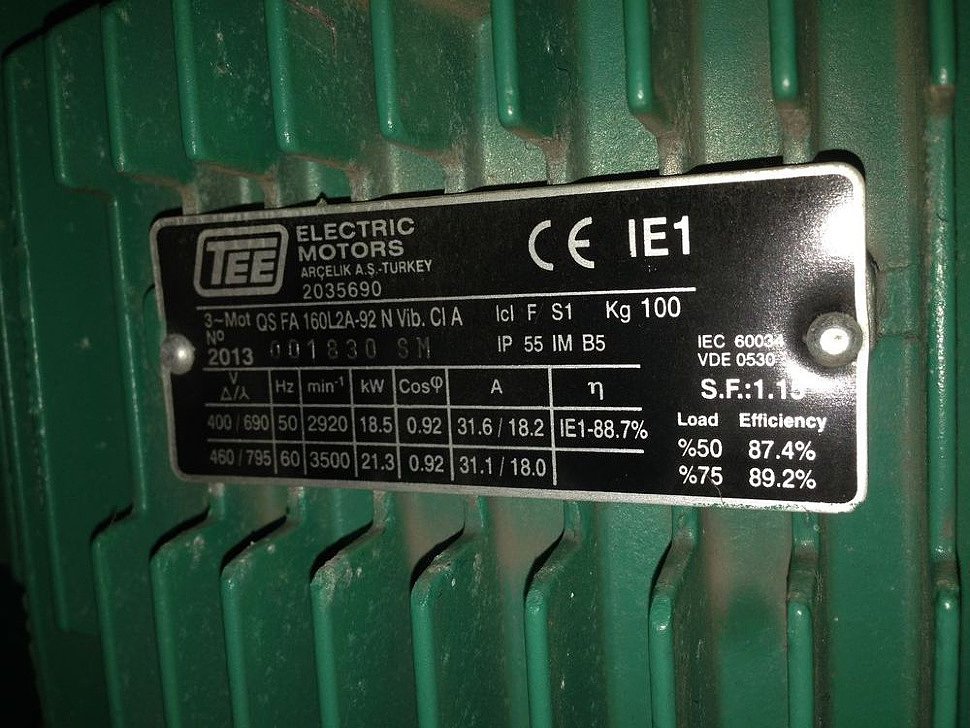 TEE
ELECTRIC
MOTORS
ARÇELIK A.Ş.-TURKEY
2035690
CE IE1
3~Mot QS FA 160L2A-92 N Vib. Cl A Icl F S1 Kg 100
No 2013 001830 SM IP 55 IM B5
IEC 60034
VDE 0530
S.F.:1.15
V Δ/⅄ Hz min⁻¹ kW Cosφ A η
400 / 690 50 2920 18.5 0.92 31.6 / 18.2 IE1-88.7%
460 / 795 60 3500 21.3 0.92 31.1 / 18.0
Load Efficiency
%50 87.4%
%75 89.2%